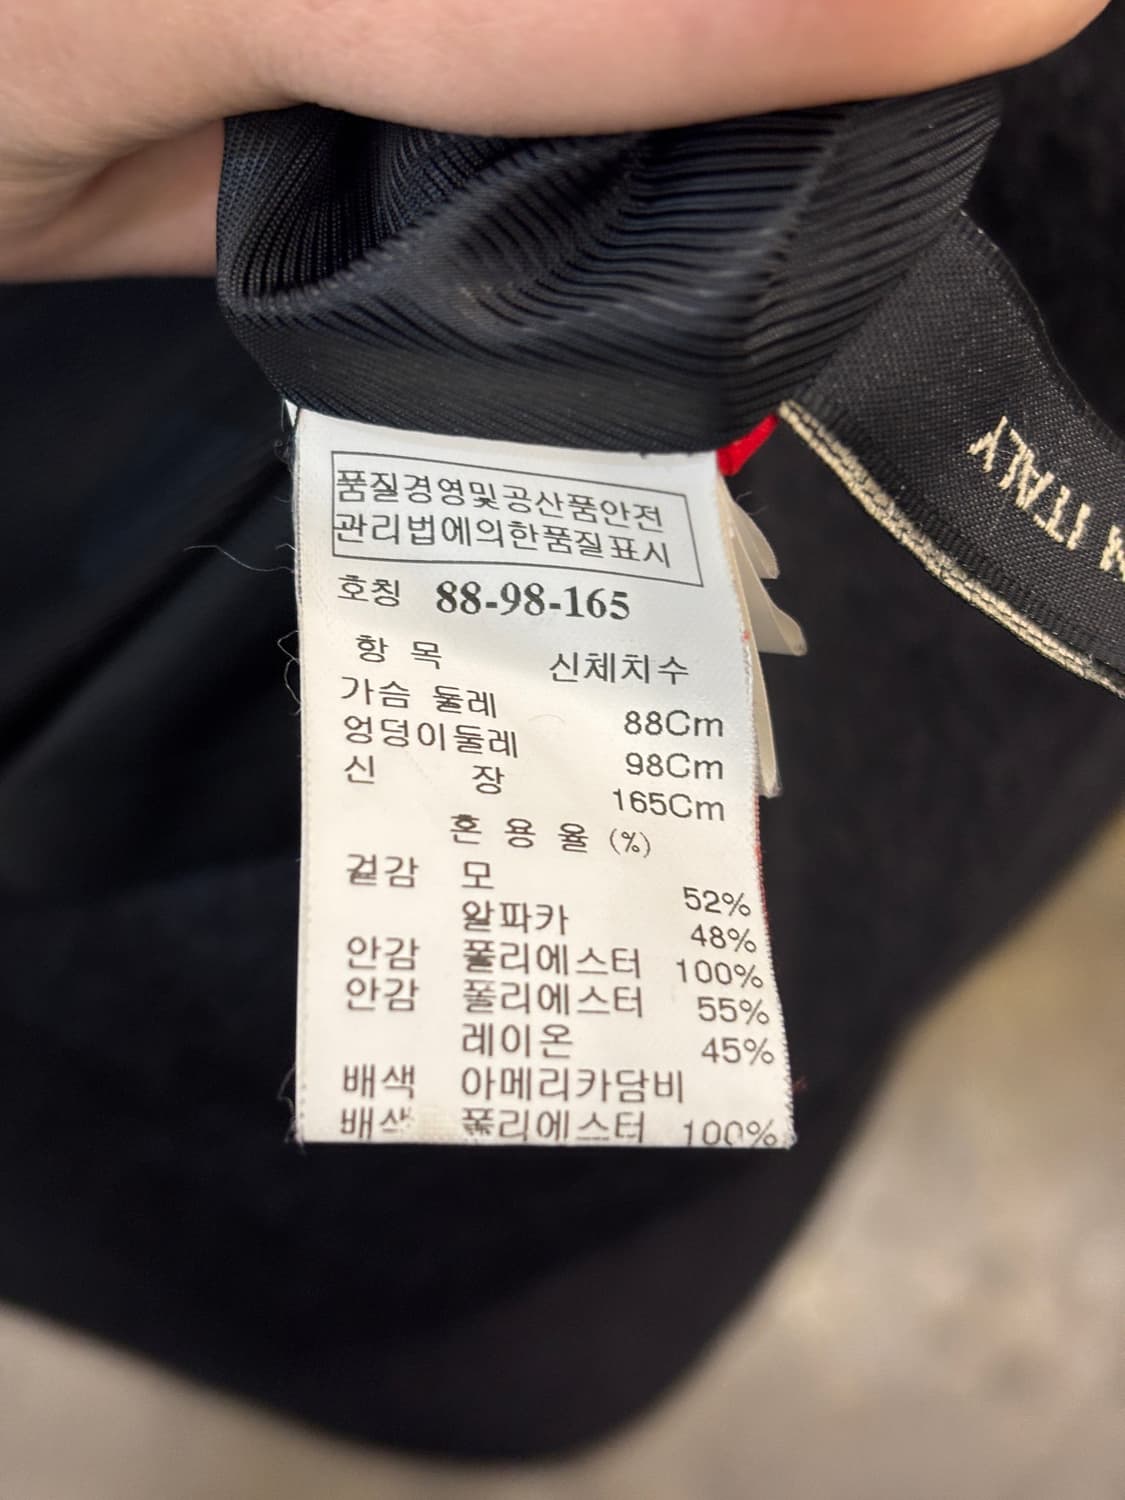 품질경영및공산품안전
관리법에의한품질표시
호칭 88-98-165
항 목 신체치수
가슴 둘레 88Cm
엉덩이둘레 98Cm
신 장 165Cm
혼 용 율 (%)
겉감 모 52%
알파카 48%
안감 폴리에스터 100%
안감 폴리에스터 55%
레이온 45%
배색 아메리카담비
배색 폴리에스터 100%
ITALY